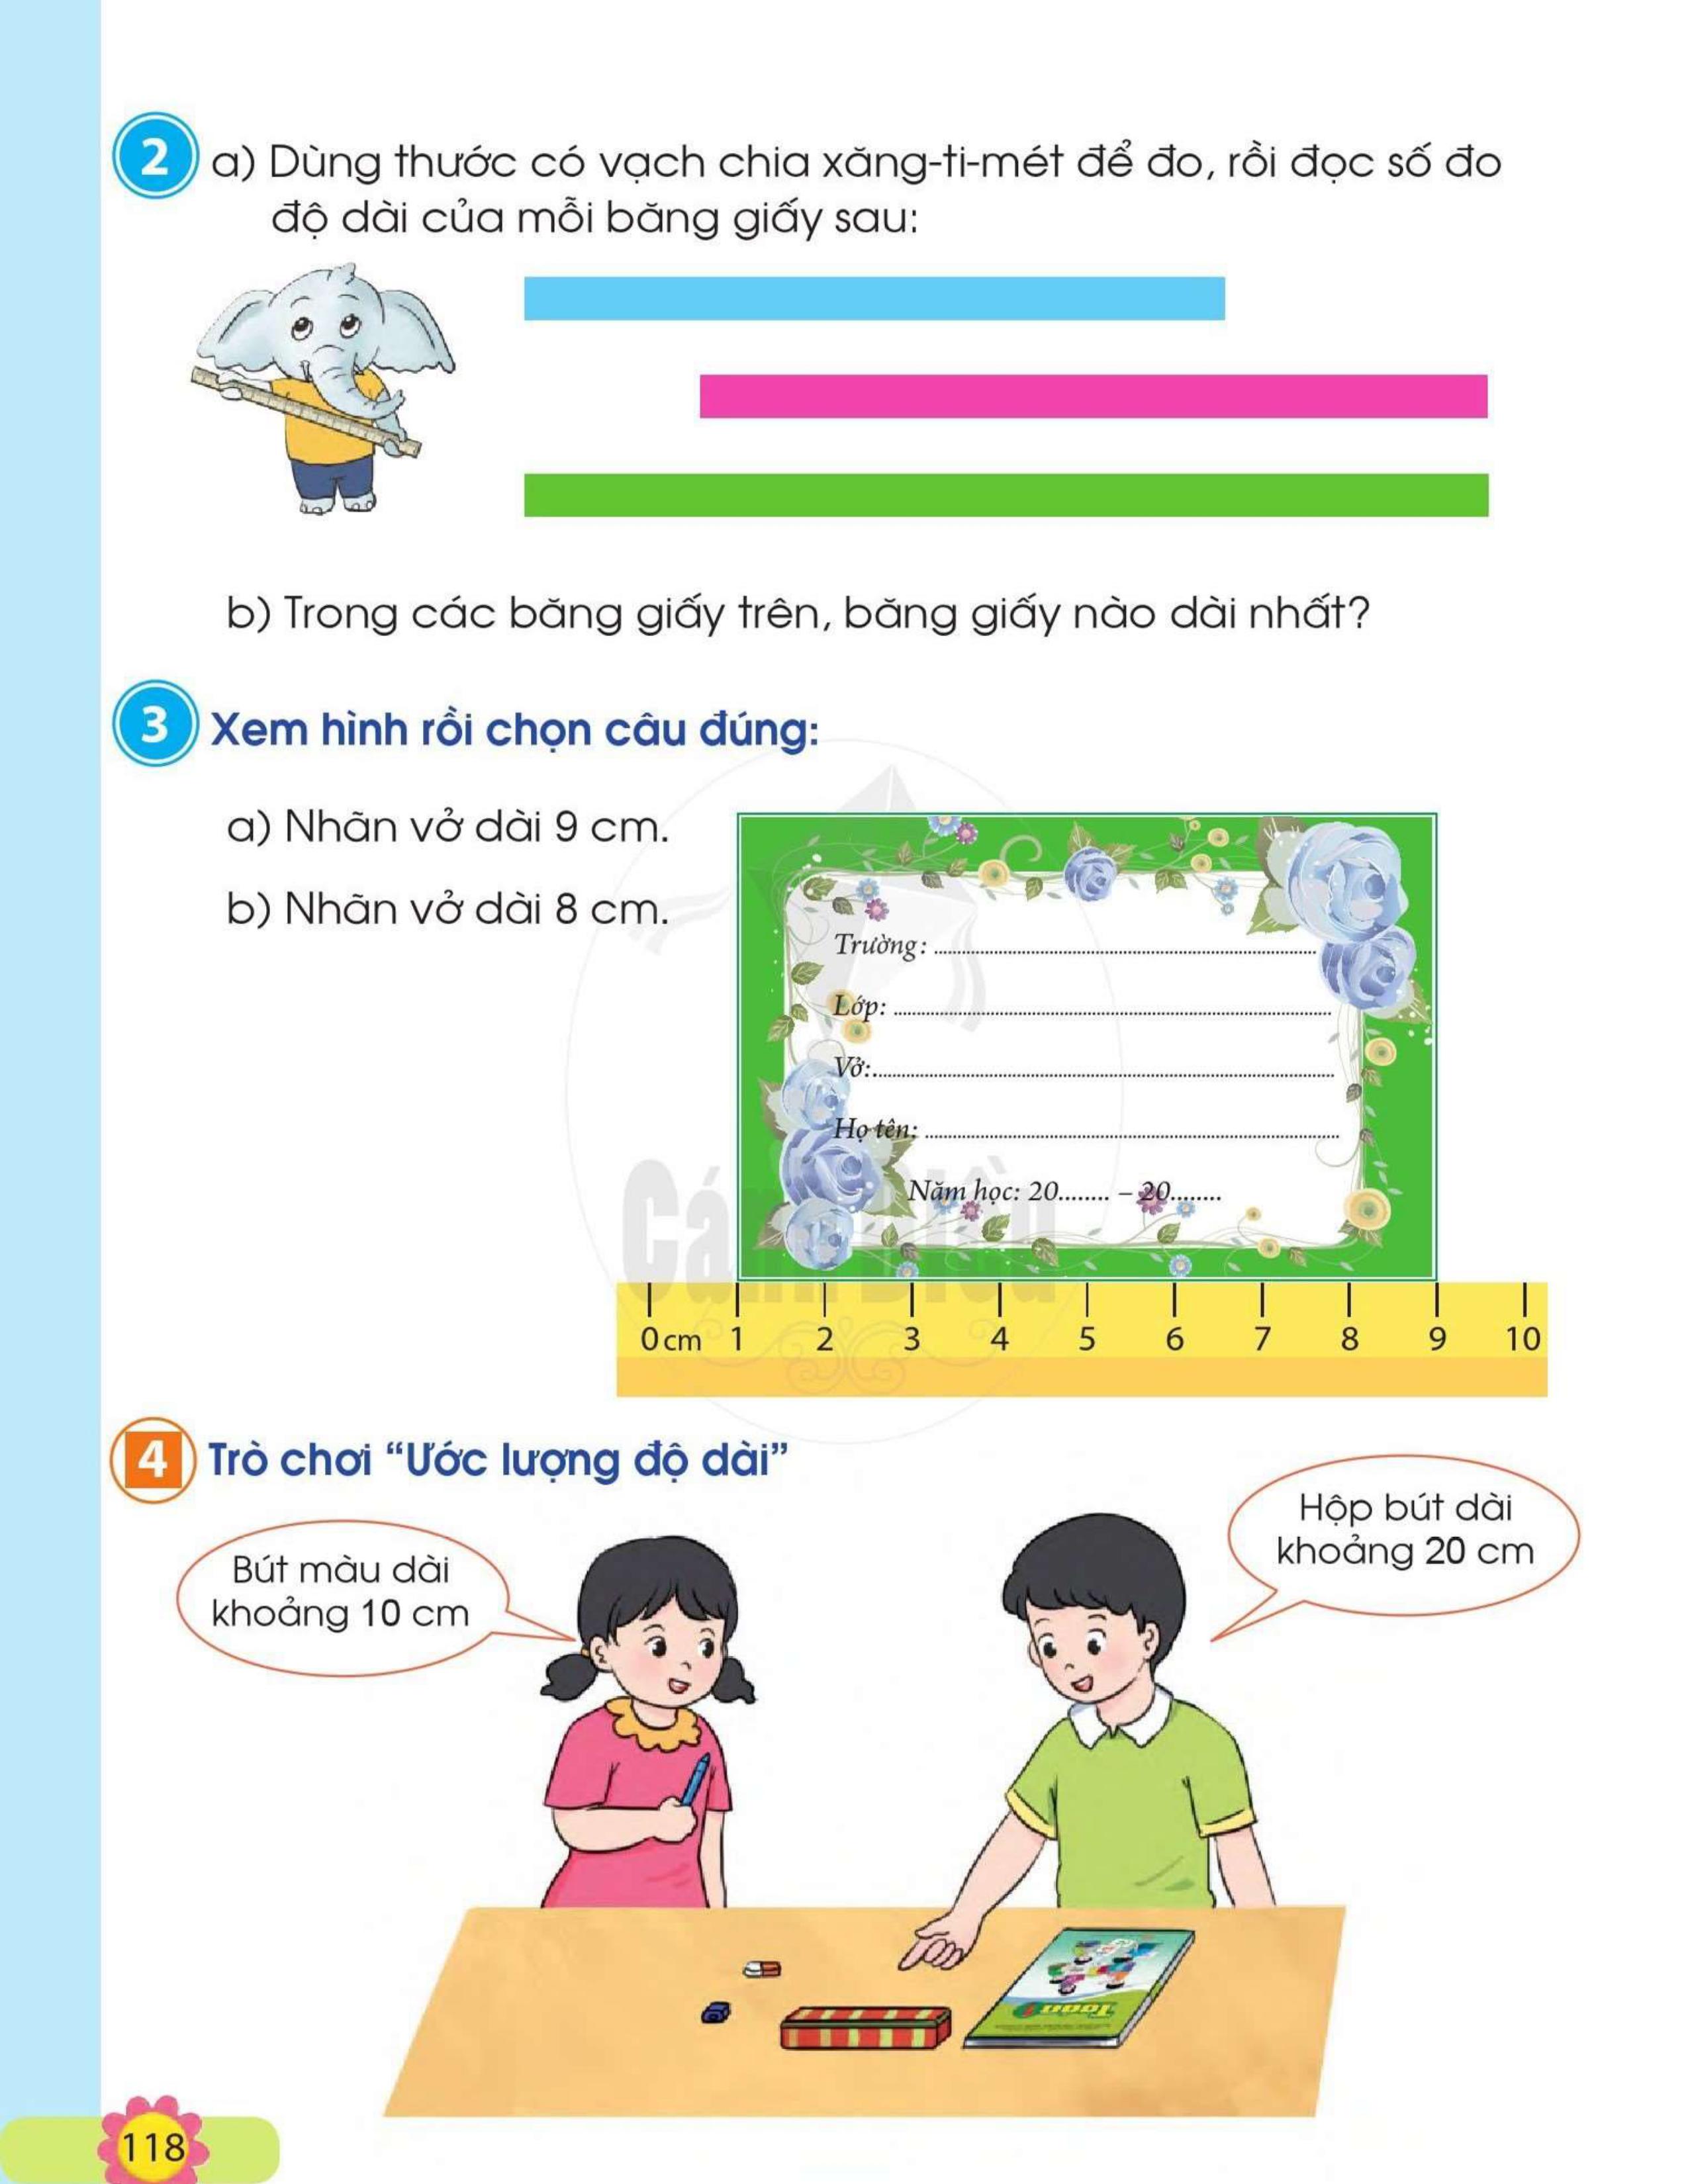 2 a) Dùng thước có vạch chia xăng-ti-mét để đo, rồi đọc số đo
độ dài của mỗi băng giấy sau:
b) Trong các băng giấy trên, băng giấy nào dài nhất?
3 Xem hình rồi chọn câu đúng:
a) Nhãn vở dài 9 cm.
b) Nhãn vở dài 8 cm.
Trường:
Lớp:
Vở:
Họ tên:
Năm học: 20........ – 20........
Cánh Diều
0 cm 1 2 3 4 5 6 7 8 9 10
4 Trò chơi “Ước lượng độ dài”
Hộp bút dài
khoảng 20 cm
Bút màu dài
khoảng 10 cm
Toán 1
118